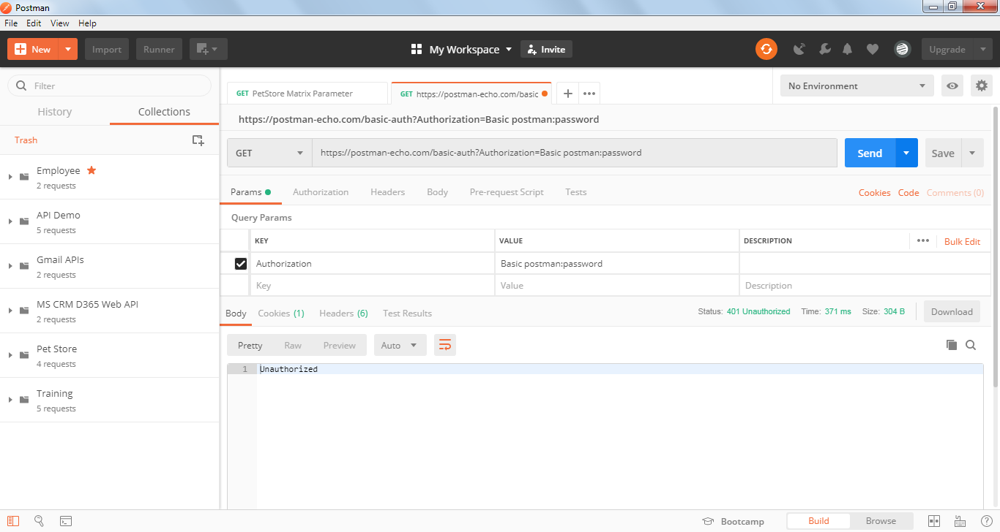 Postman
File Edit View Help
New Import Runner My Workspace Invite Upgrade
Filter
History Collections
Trash
Employee
2 requests
API Demo
5 requests
Gmail APIs
2 requests
MS CRM D365 Web API
2 requests
Pet Store
4 requests
Training
5 requests
GET PetStore Matrix Parameter GET https://postman-echo.com/basic No Environment
https://postman-echo.com/basic-auth?Authorization=Basic postman:password
GET https://postman-echo.com/basic-auth?Authorization=Basic postman:password Send Save
Params Authorization Headers Body Pre-request Script Tests Cookies Code Comments (0)
Query Params
KEY VALUE DESCRIPTION Bulk Edit
Authorization Basic postman:password
Key Value Description
Body Cookies (1) Headers (6) Test Results Status: 401 Unauthorized Time: 371 ms Size: 304 B Download
Pretty Raw Preview Auto
1 Unauthorized
Bootcamp Build Browse